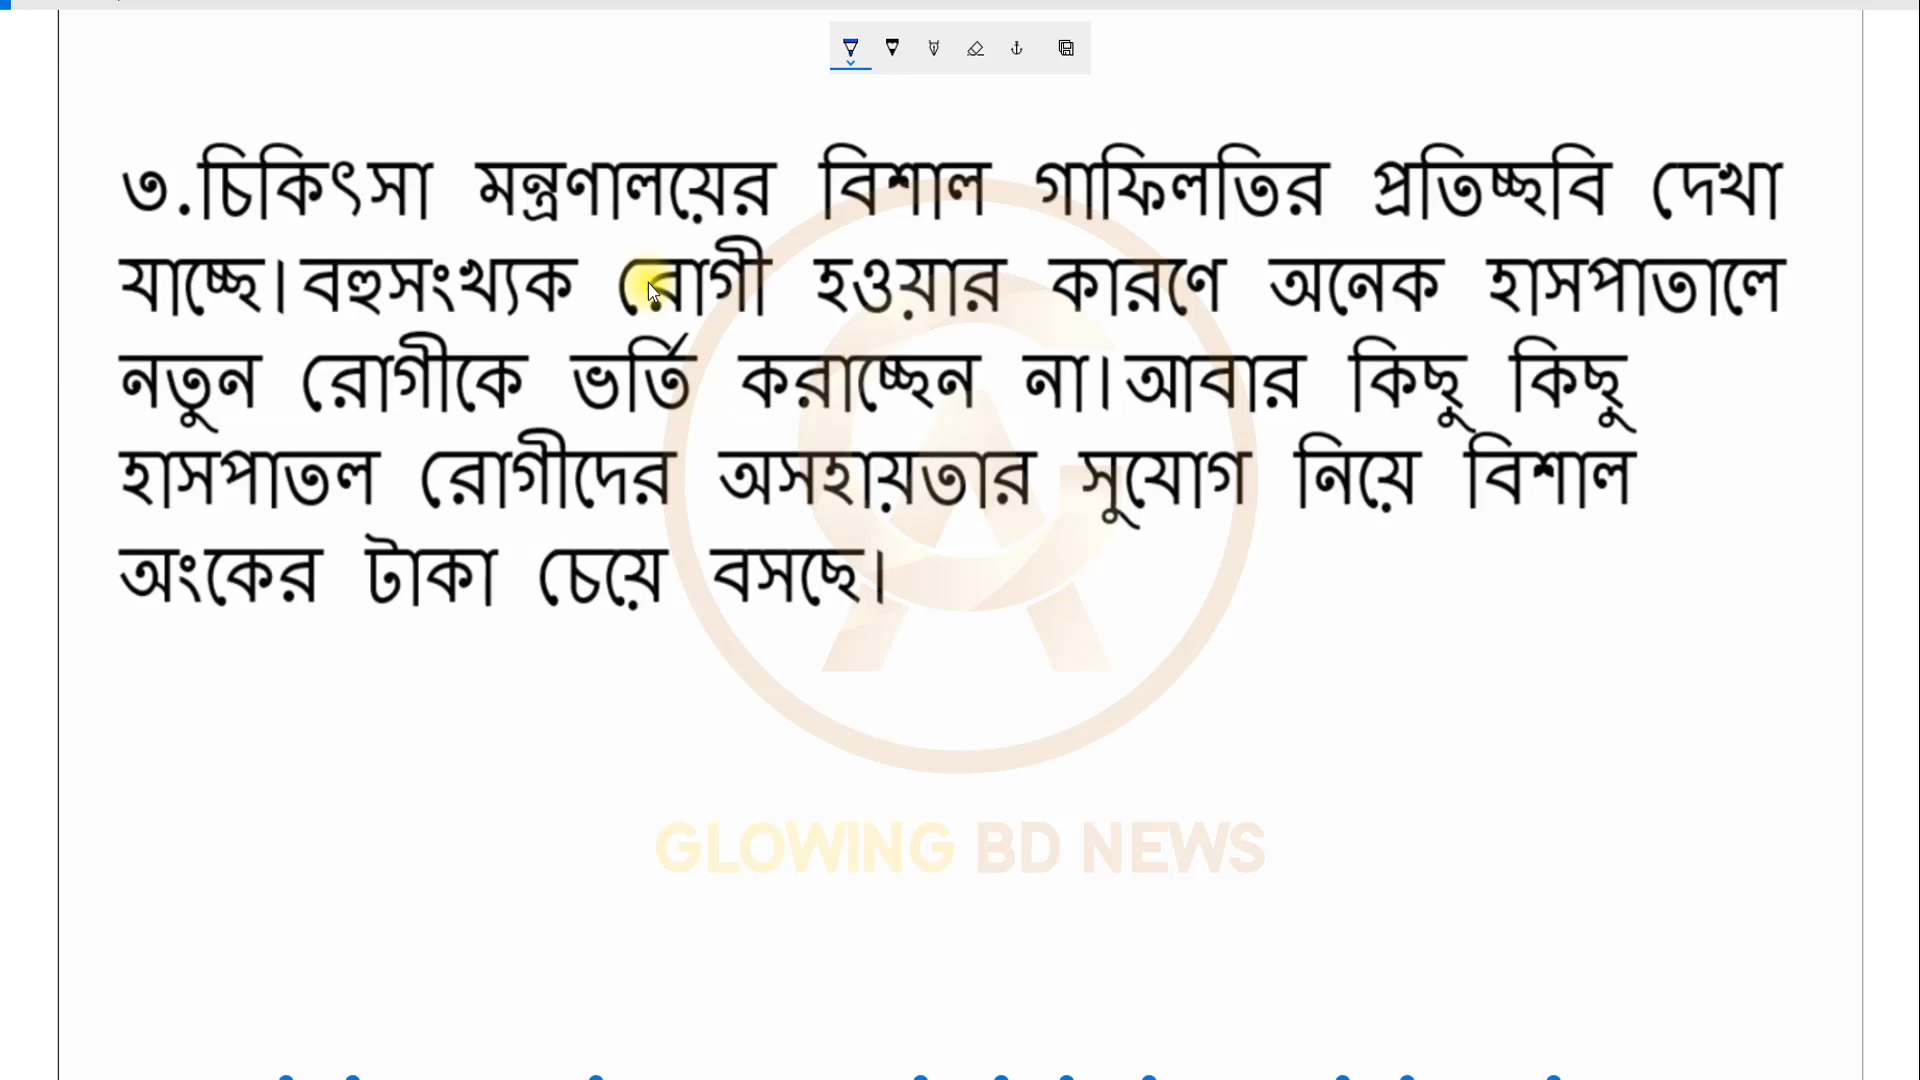 ৩.চিকিৎসা মন্ত্রণালয়ের বিশাল গাফিলতির প্রতিচ্ছবি দেখা
যাচ্ছে।বহুসংখ্যক রোগী হওয়ার কারণে অনেক হাসপাতালে
নতুন রোগীকে ভর্তি করাচ্ছেন না।আবার কিছু কিছু
হাসপাতল রোগীদের অসহায়তার সুযোগ নিয়ে বিশাল
অংকের টাকা চেয়ে বসছে।
GLOWING BD NEWS